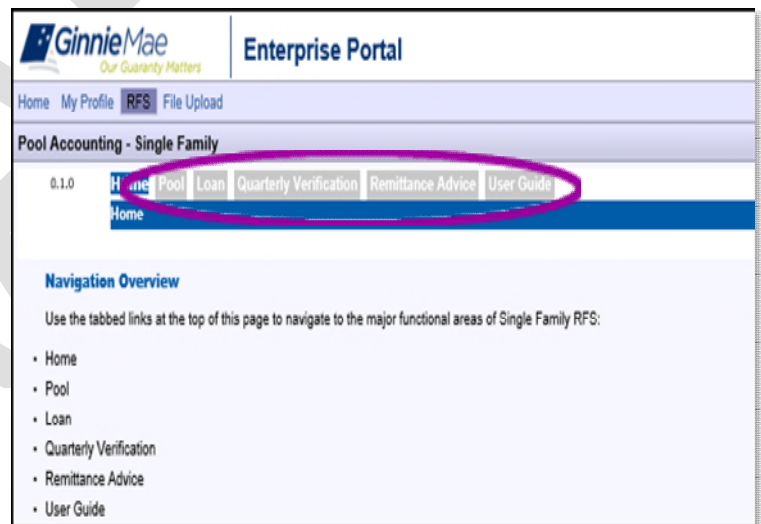 GinnieMae
Our Guaranty Matters
Enterprise Portal
Home My Profile RFS File Upload
Pool Accounting - Single Family
0.1.0 Home Pool Loan Quarterly Verification Remittance Advice User Guide
Home
Navigation Overview
Use the tabbed links at the top of this page to navigate to the major functional areas of Single Family RFS:
• Home
• Pool
• Loan
• Quarterly Verification
• Remittance Advice
• User Guide